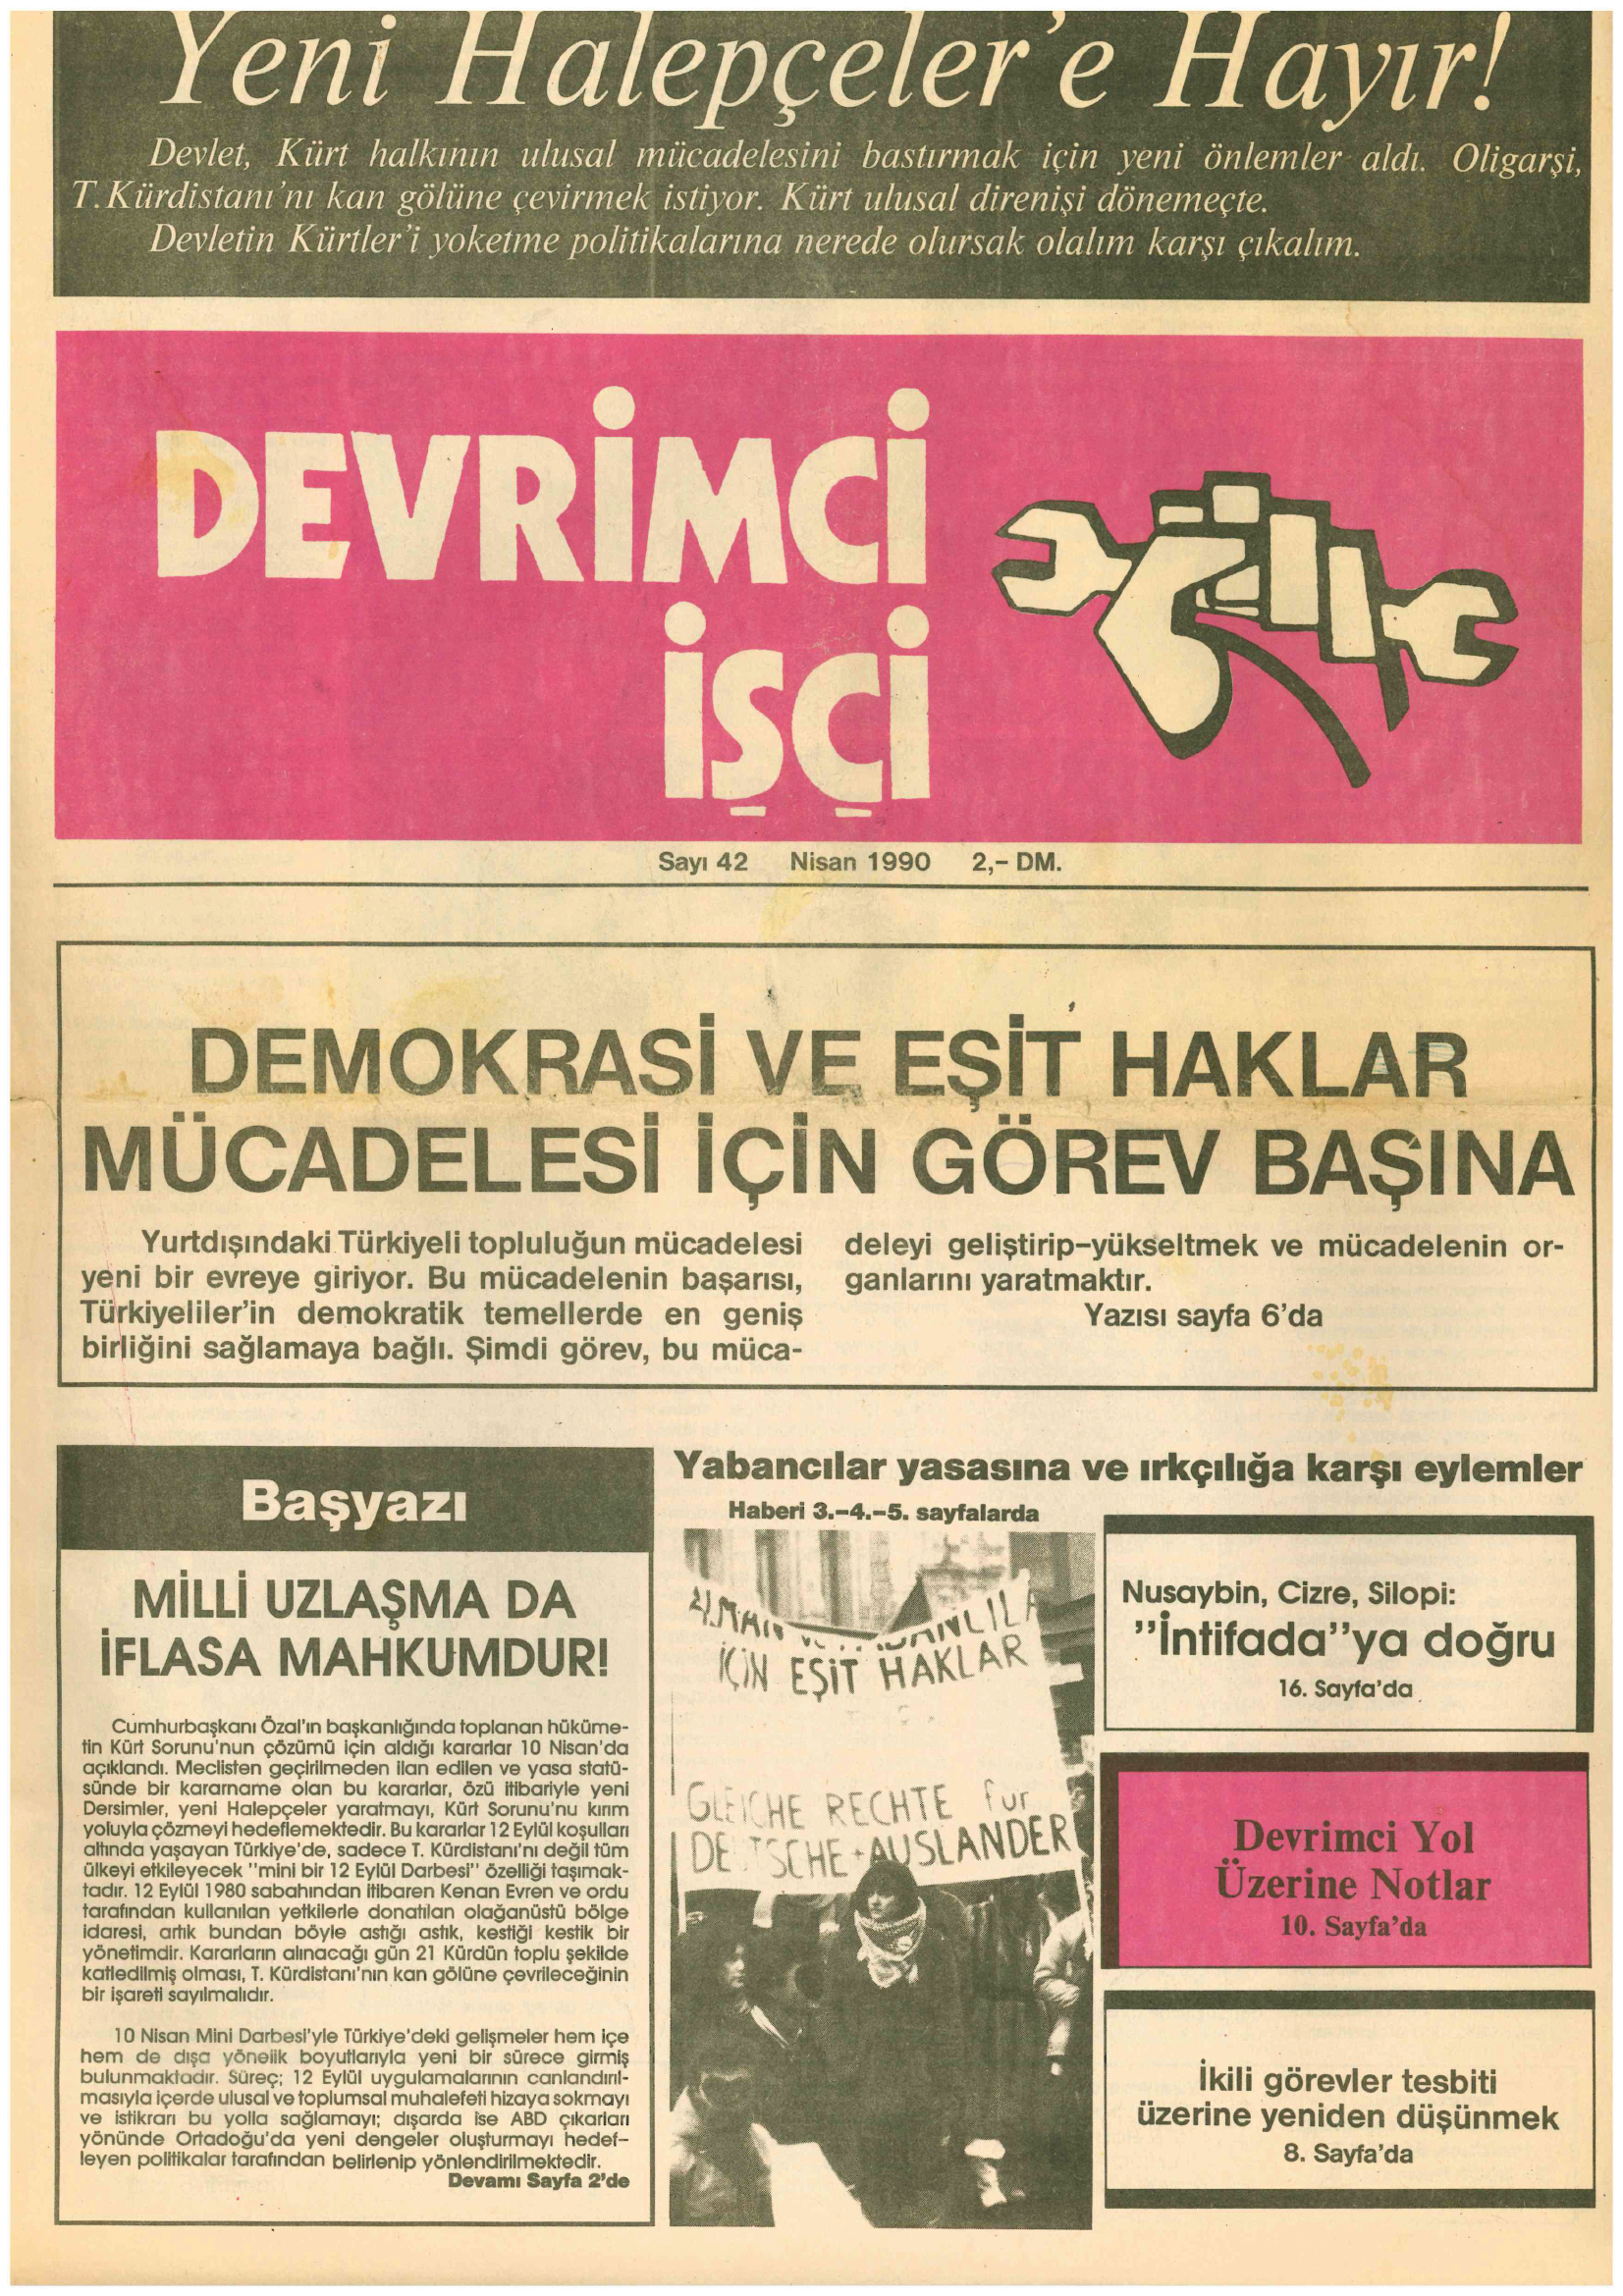 Yeni Halepçeler'e Hayır!
Devlet, Kürt halkının ulusal mücadelesini bastırmak için yeni önlemler aldı. Oligarşi,
T.Kürdistanı'nı kan gölüne çevirmek istiyor. Kürt ulusal direnişi dönemeçte.
Devletin Kürtler'i yoketme politikalarına nerede olursak olalım karşı çıkalım.
DEVRİMCİ
İŞÇİ
Sayı 42 Nisan 1990 2,- DM.
DEMOKRASİ VE EŞİT HAKLAR
MÜCADELESİ İÇİN GÖREV BAŞINA
Yurtdışındaki Türkiyeli topluluğun mücadelesi
yeni bir evreye giriyor. Bu mücadelenin başarısı,
Türkiyeliler'in demokratik temellerde en geniş
birliğini sağlamaya bağlı. Şimdi görev, bu müca-
deleyi geliştirip-yükseltmek ve mücadelenin or-
ganlarını yaratmaktır.
Yazısı sayfa 6'da
Başyazı
MİLLİ UZLAŞMA DA
İFLASA MAHKUMDUR!
Cumhurbaşkanı Özal'ın başkanlığında toplanan hüküme-
tin Kürt Sorunu'nun çözümü için aldığı kararlar 10 Nisan'da
açıklandı. Meclisten geçirilmeden ilan edilen ve yasa statü-
sünde bir kararname olan bu kararlar, özü itibariyle yeni
Dersimler, yeni Halepçeler yaratmayı, Kürt Sorunu'nu kırım
yoluyla çözmeyi hedeflemektedir. Bu kararlar 12 Eylül koşulları
altında yaşayan Türkiye'de, sadece T. Kürdistanı'nı değil tüm
ülkeyi etkileyecek "mini bir 12 Eylül Darbesi" özelliği taşımak-
tadır. 12 Eylül 1980 sabahından itibaren Kenan Evren ve ordu
tarafından kullanılan yetkilerle donatılan olağanüstü bölge
idaresi, artık bundan böyle astığı astık, kestiği kestik bir
yönetimdir. Kararların alınacağı gün 21 Kürdün toplu şekilde
katledilmiş olması, T. Kürdistanı'nın kan gölüne çevrileceğinin
bir işareti sayılmalıdır.
10 Nisan Mini Darbesi'yle Türkiye'deki gelişmeler hem içe
hem de dışa yönelik boyutlarıyla yeni bir sürece girmiş
bulunmaktadır. Süreç; 12 Eylül uygulamalarının canlandırıl-
masıyla içerde ulusal ve toplumsal muhalefeti hizaya sokmayı
ve istikrarı bu yolla sağlamayı; dışarda ise ABD çıkarları
yönünde Ortadoğu'da yeni dengeler oluşturmayı hedef-
leyen politikalar tarafından belirlenip yönlendirilmektedir.
Devamı Sayfa 2'de
Yabancılar yasasına ve ırkçılığa karşı eylemler
Haberi 3.-4.-5. sayfalarda
İÇİN EŞİT HAKLAR
GLEICHE RECHTE für
DEUTSCHE + AUSLANDER
Nusaybin, Cizre, Silopi:
"İntifada"ya doğru
16. Sayfa'da
Devrimci Yol
Üzerine Notlar
10. Sayfa'da
İkili görevler tesbiti
üzerine yeniden düşünmek
8. Sayfa'da